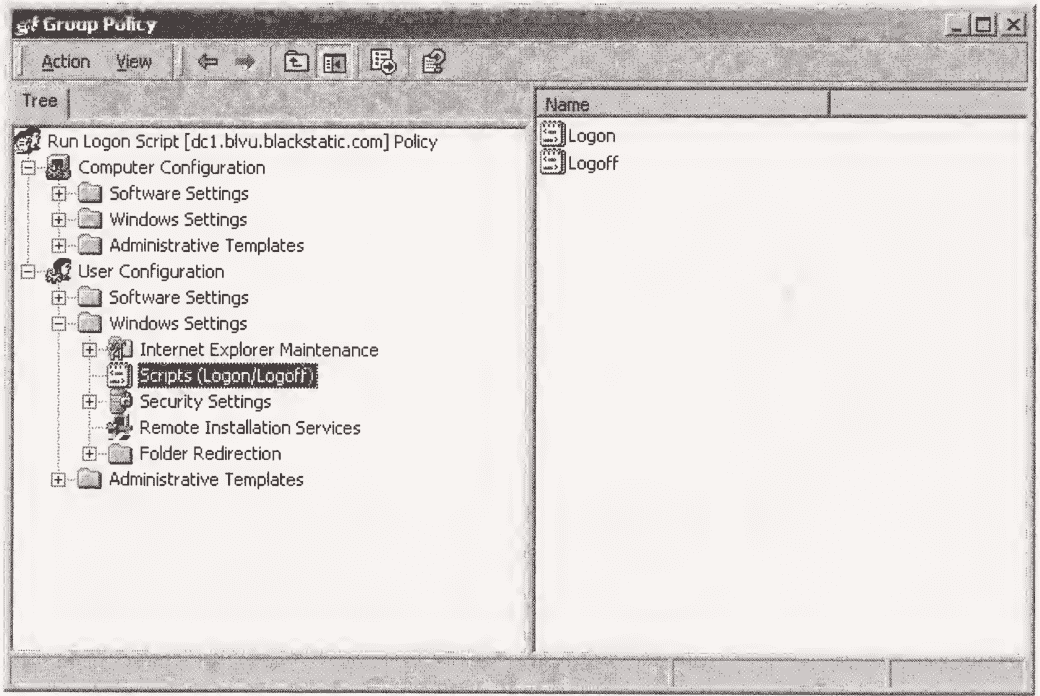 Group Policy
Action View
Tree
Name
Run Logon Script [dc1.blvu.blackstatic.com] Policy
Computer Configuration
Software Settings
Windows Settings
Administrative Templates
User Configuration
Software Settings
Windows Settings
Internet Explorer Maintenance
Scripts (Logon/Logoff)
Security Settings
Remote Installation Services
Folder Redirection
Administrative Templates
Logon
Logoff